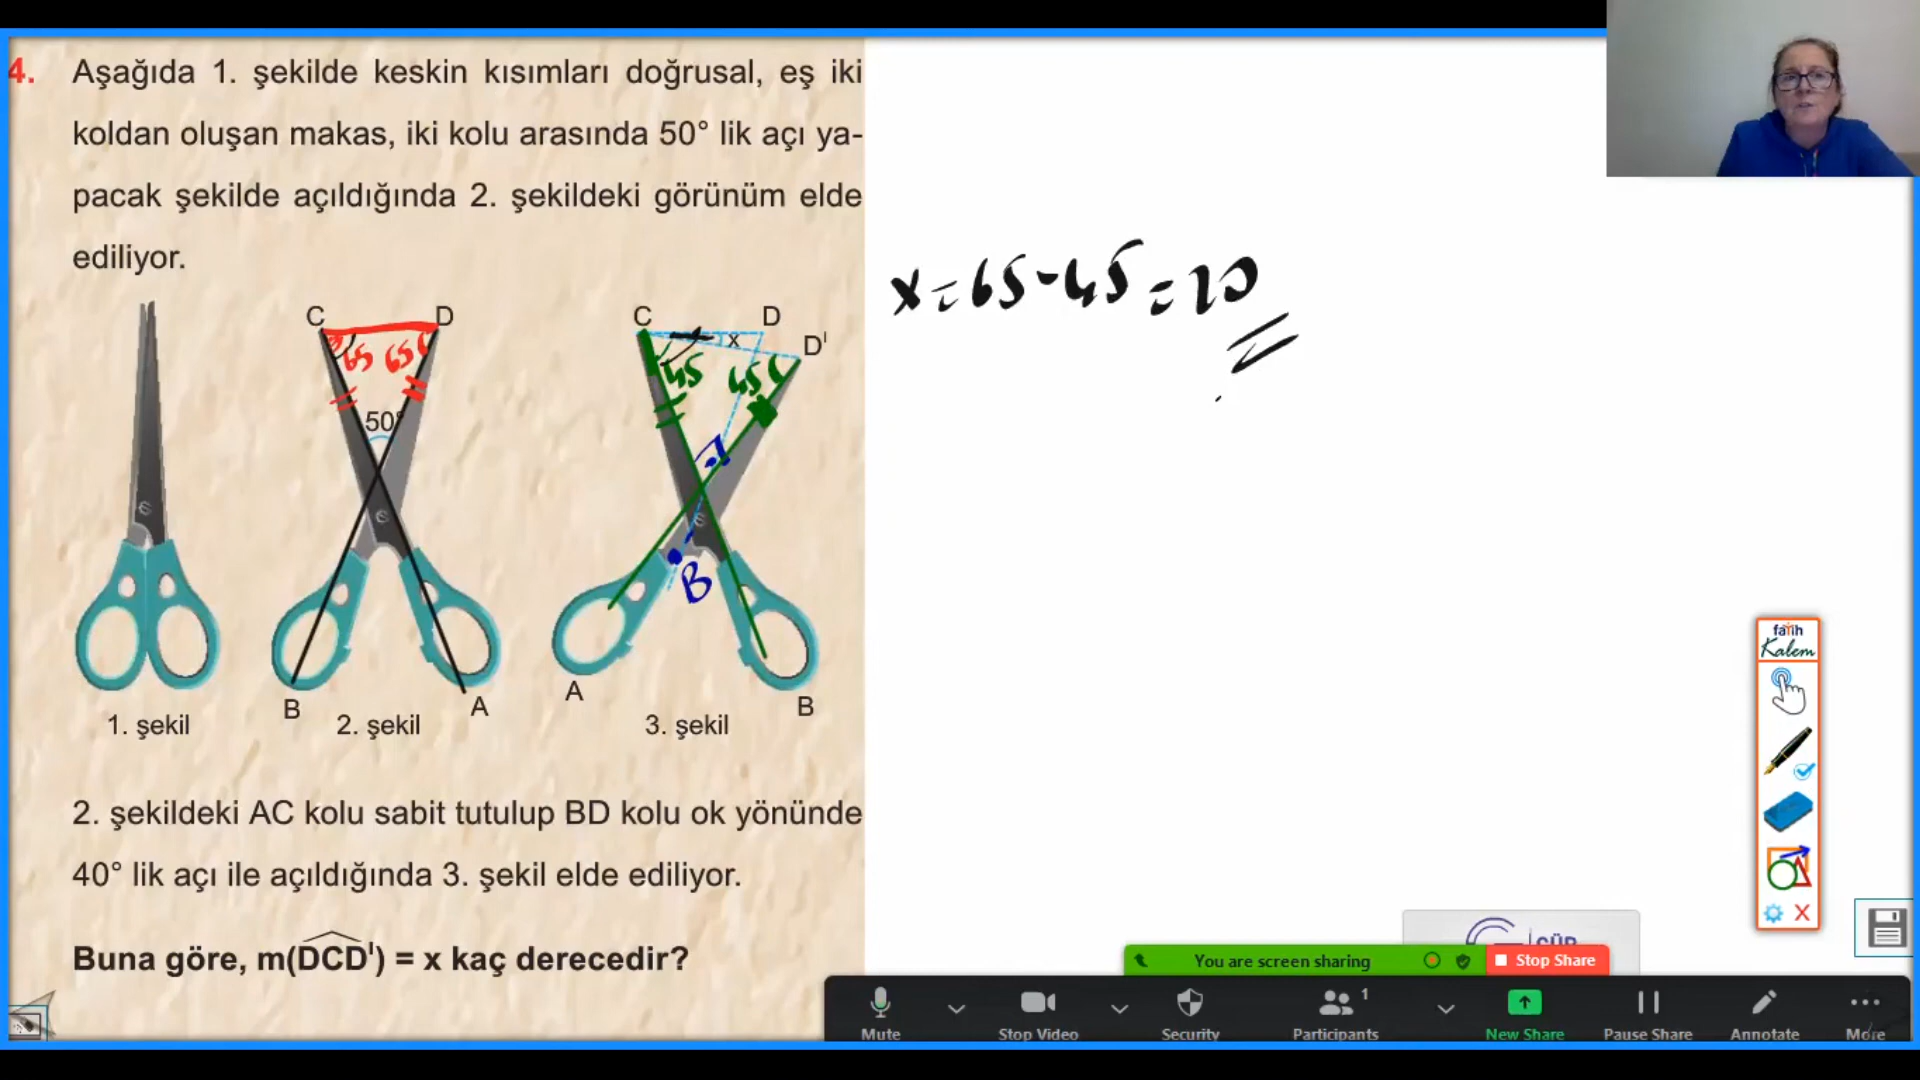 4. Aşağıda 1. şekilde keskin kısımları doğrusal, eş iki
koldan oluşan makas, iki kolu arasında 50° lik açı ya-
pacak şekilde açıldığında 2. şekildeki görünüm elde
ediliyor.
C D
65 65
50°
B A
1. şekil 2. şekil
C D
x D'
45 45
B
A B
3. şekil
2. şekildeki AC kolu sabit tutulup BD kolu ok yönünde
40° lik açı ile açıldığında 3. şekil elde ediliyor.
Buna göre, m(DCD') = x kaç derecedir?
x = 65 - 45 = 20
fatih
Kalem
You are screen sharing
Stop Share
Mute
Stop Video
Security
1
Participants
New Share
Pause Share
Annotate
More